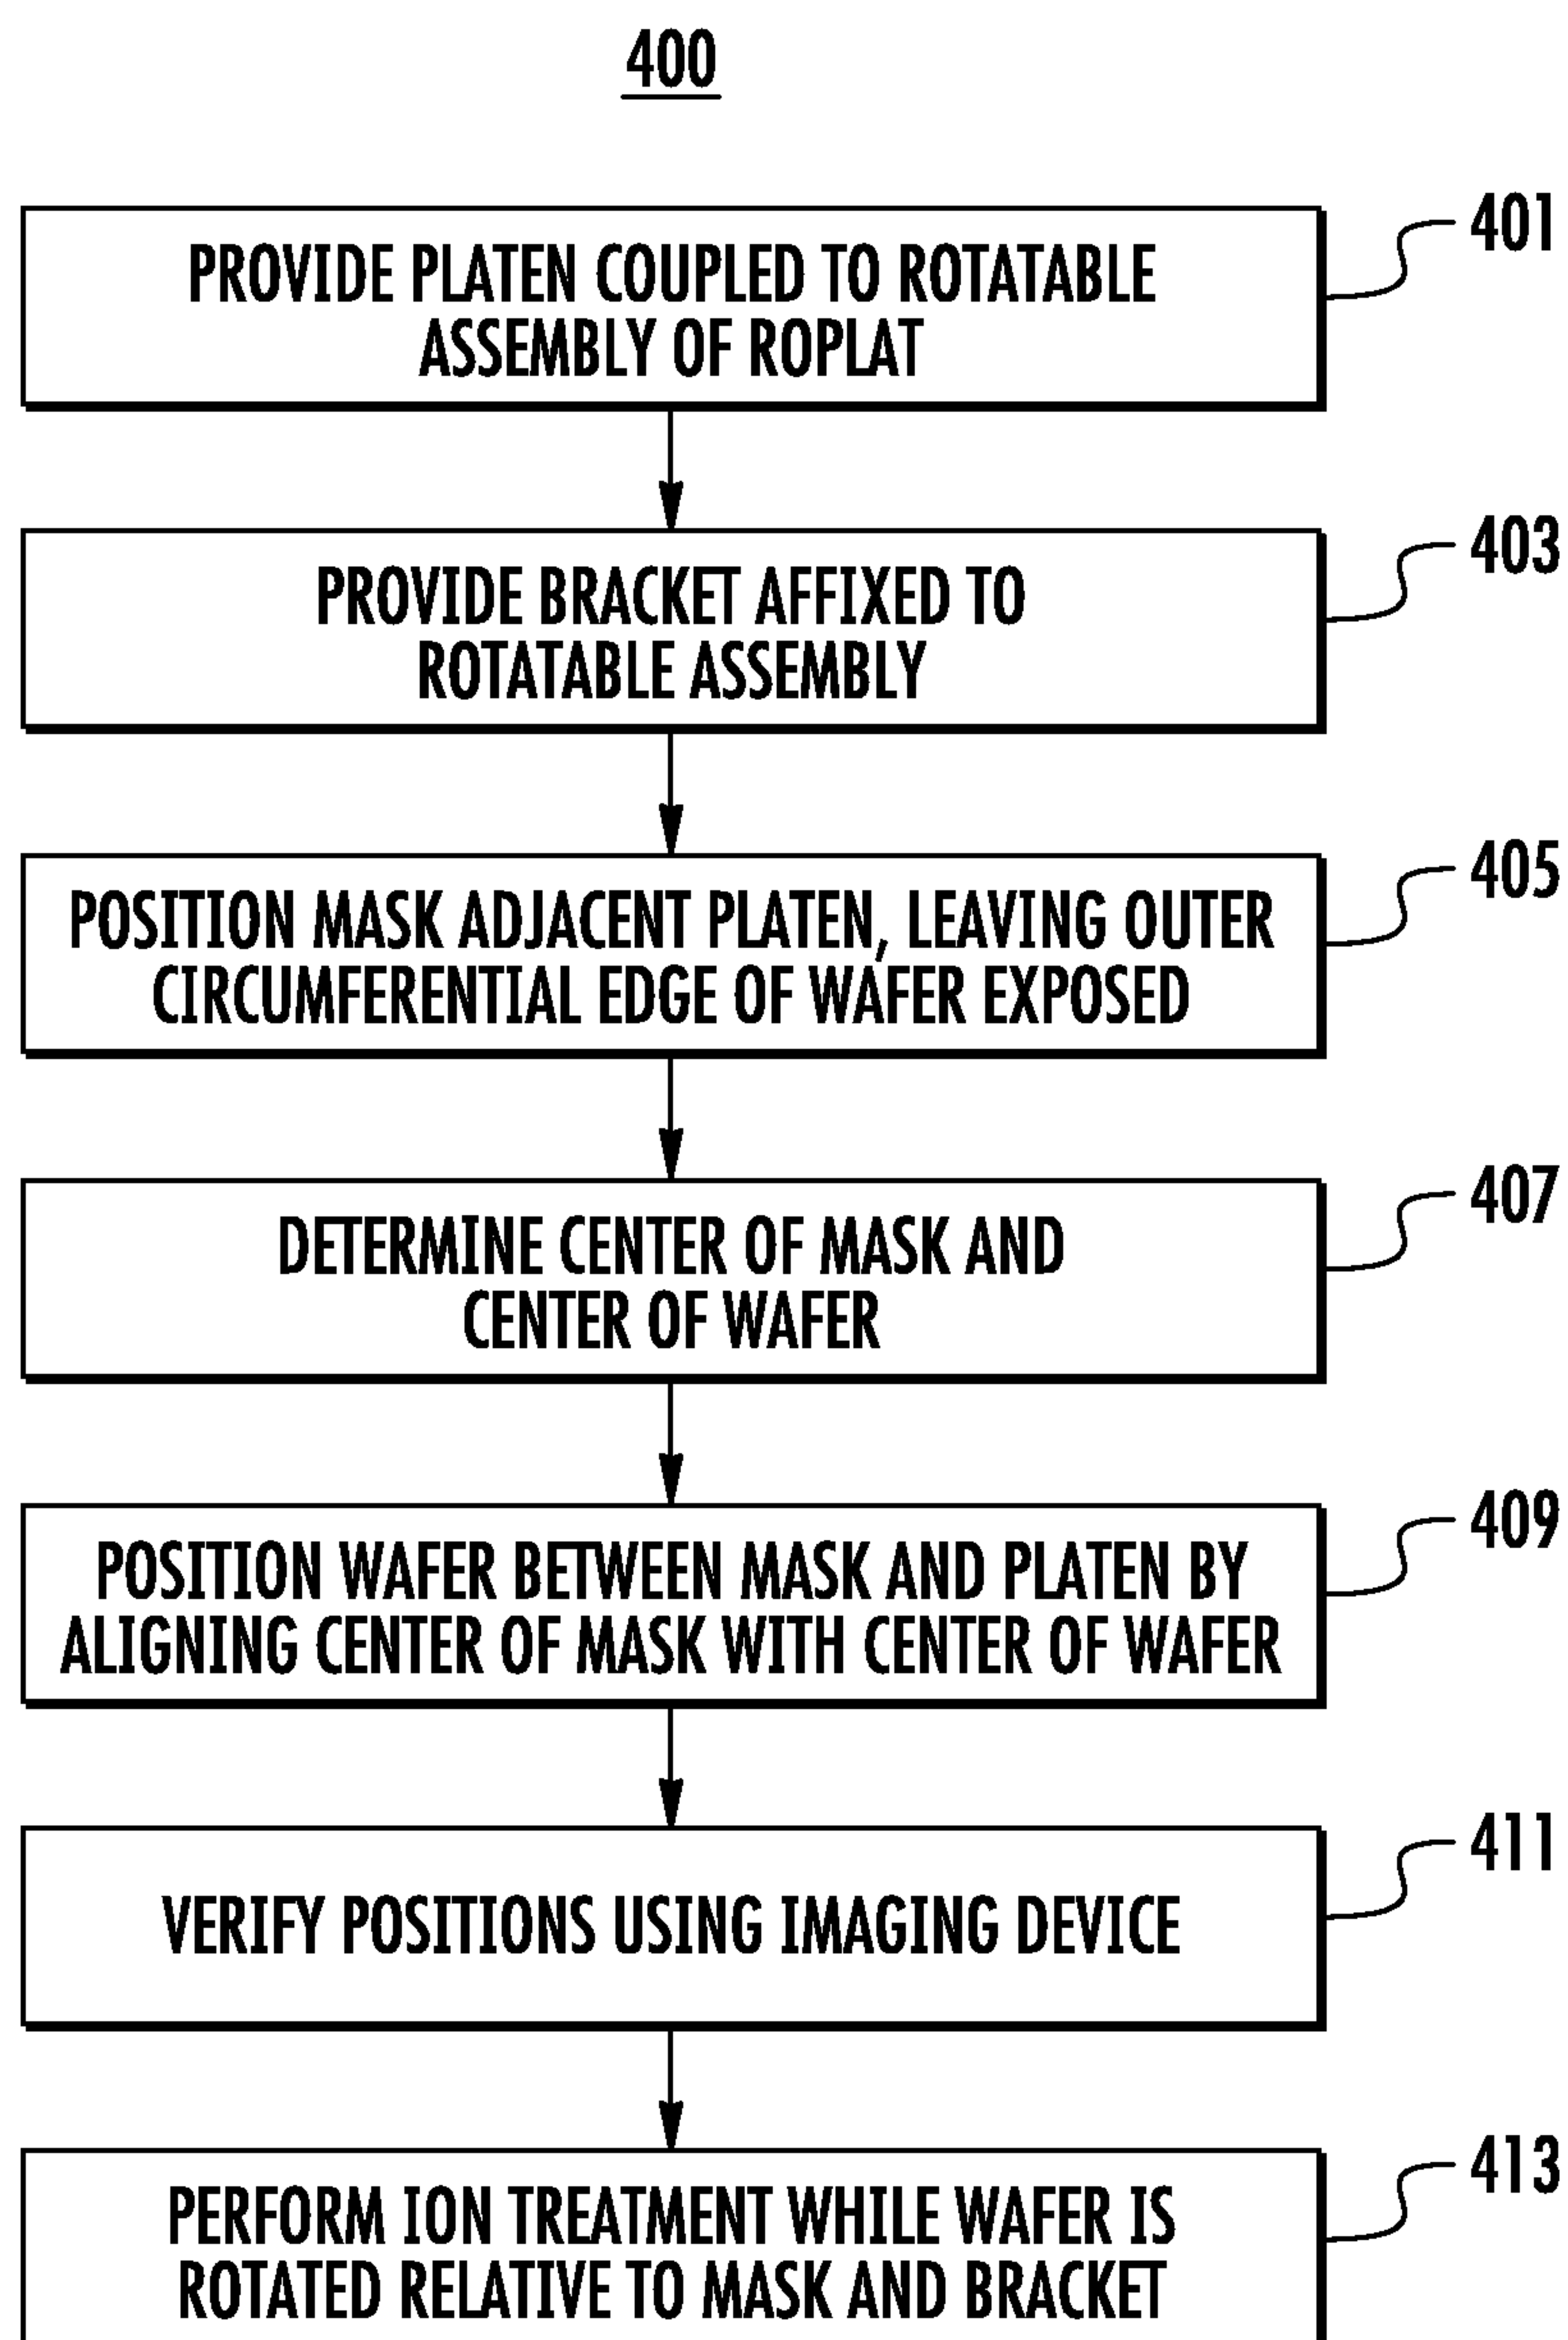 400
PROVIDE PLATEN COUPLED TO ROTATABLE
ASSEMBLY OF ROPLAT
401
PROVIDE BRACKET AFFIXED TO
ROTATABLE ASSEMBLY
403
POSITION MASK ADJACENT PLATEN, LEAVING OUTER
CIRCUMFERENTIAL EDGE OF WAFER EXPOSED
405
DETERMINE CENTER OF MASK AND
CENTER OF WAFER
407
POSITION WAFER BETWEEN MASK AND PLATEN BY
ALIGNING CENTER OF MASK WITH CENTER OF WAFER
409
VERIFY POSITIONS USING IMAGING DEVICE
411
PERFORM ION TREATMENT WHILE WAFER IS
ROTATED RELATIVE TO MASK AND BRACKET
413